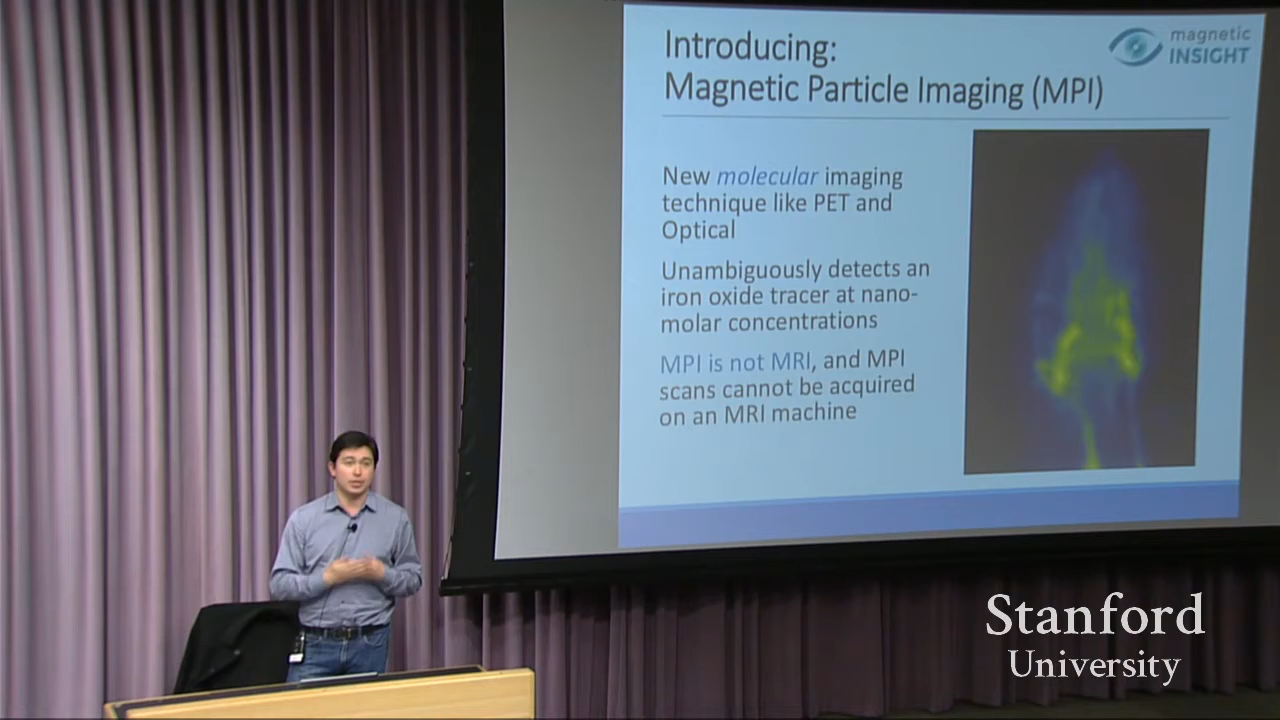 Introducing:
Magnetic Particle Imaging (MPI)
magnetic
INSIGHT
New molecular imaging
technique like PET and
Optical
Unambiguously detects an
iron oxide tracer at nano-
molar concentrations
MPI is not MRI, and MPI
scans cannot be acquired
on an MRI machine
Stanford
University